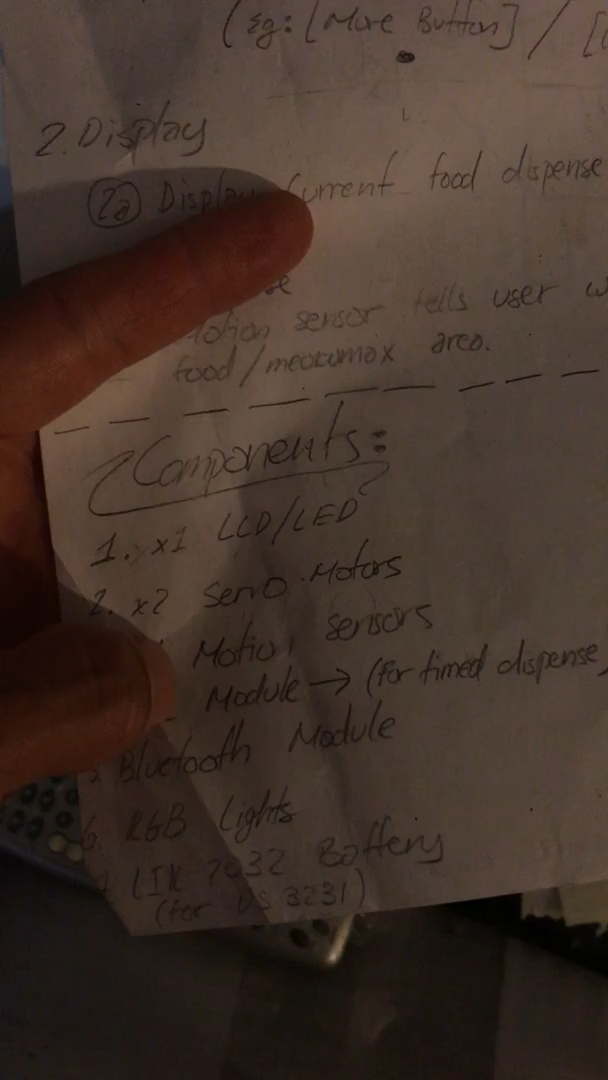 (Eg: [More Button] / [
2. Display
(2a) Display Current food dispense
Motion sensor tells user w
food/meowmax area.
Components:
1. x1 LCD/LED
2. x2 Servo Motors
Motion sensors
Module → (for timed dispense
Bluetooth Module
6. RGB Lights
LIR 2032 Battery
(for DS 3231)